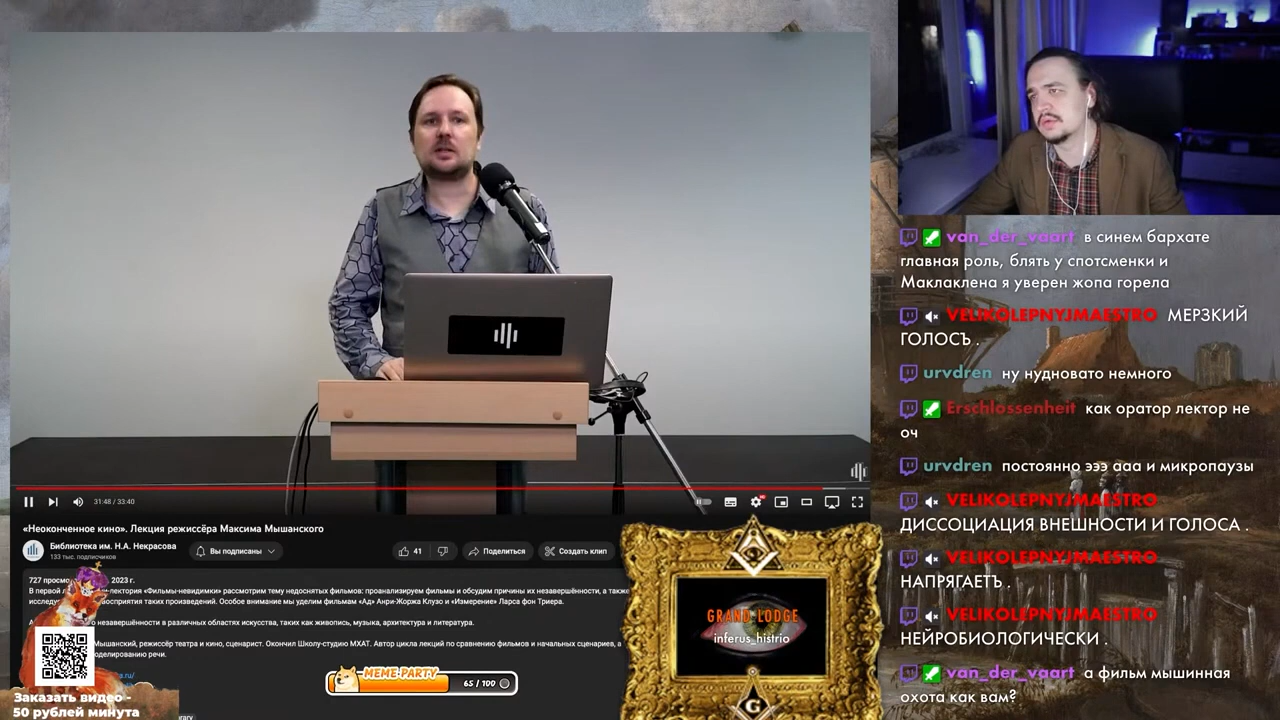 31:48 / 33:40
«Неоконченное кино». Лекция режиссёра Максима Мышанского
Библиотека им. Н.А. Некрасова
133 тыс. подписчиков
Вы подписаны
41
Поделиться
Создать клип
727 просмо
2023 г.
В первой л
н-лектория «Фильмы-невидимки» рассмотрим тему недоснятых фильмов: проанализируем фильмы и обсудим причины их незавершённости, а также
исследу
восприятия таких произведений. Особое внимание мы уделим фильмам «Ад» Анри-Жоржа Клузо и «Измерение» Ларса фон Триера.
о незавершённости в различных областях искусства, таких как живопись, музыка, архитектура и литература.
Мышанский, режиссёр театра и кино, сценарист. Окончил Школу-студию МХАТ. Автор цикла лекций по сравнению фильмов и начальных сценариев, а
оделированию речи.
Заказать видео -
50 рублей минута
MEME PARTY
65 / 100
GRAND LODGE
inferus_histrio
G
van_der_vaart в синем бархате
главная роль, блять у спотсменки и
Маклаклена я уверен жопа горела
VELIKOLEPNYJMAESTRO МЕРЗКИЙ
ГОЛОСЪ .
urvdren ну нудновато немного
Erschlossenheit как оратор лектор не
оч
urvdren постоянно эээ ааа и микропаузы
VELIKOLEPNYJMAESTRO
ДИССОЦИАЦИЯ ВНЕШНОСТИ И ГОЛОСА .
VELIKOLEPNYJMAESTRO
НАПРЯГАЕТЪ .
VELIKOLEPNYJMAESTRO
НЕЙРОБИОЛОГИЧЕСКИ .
van_der_vaart а фильм мышинная
охота как вам?